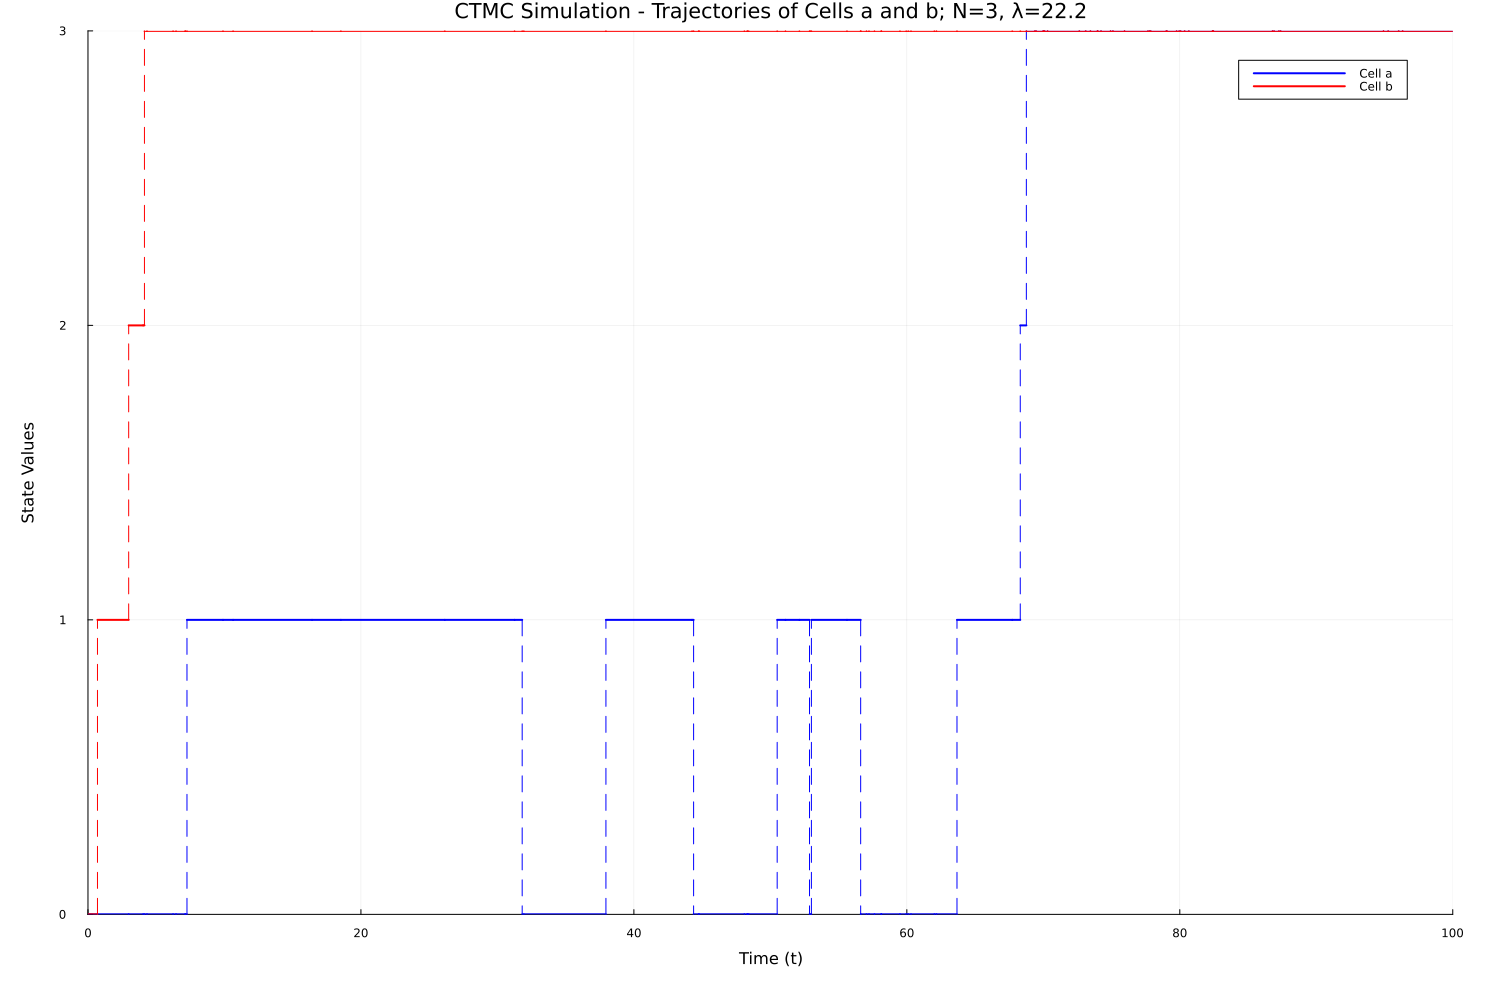 CTMC Simulation - Trajectories of Cells a and b; N=3, λ=22.2
3
Cell a
Cell b
2
State Values
1
0
0 20 40 60 80 100
Time (t)